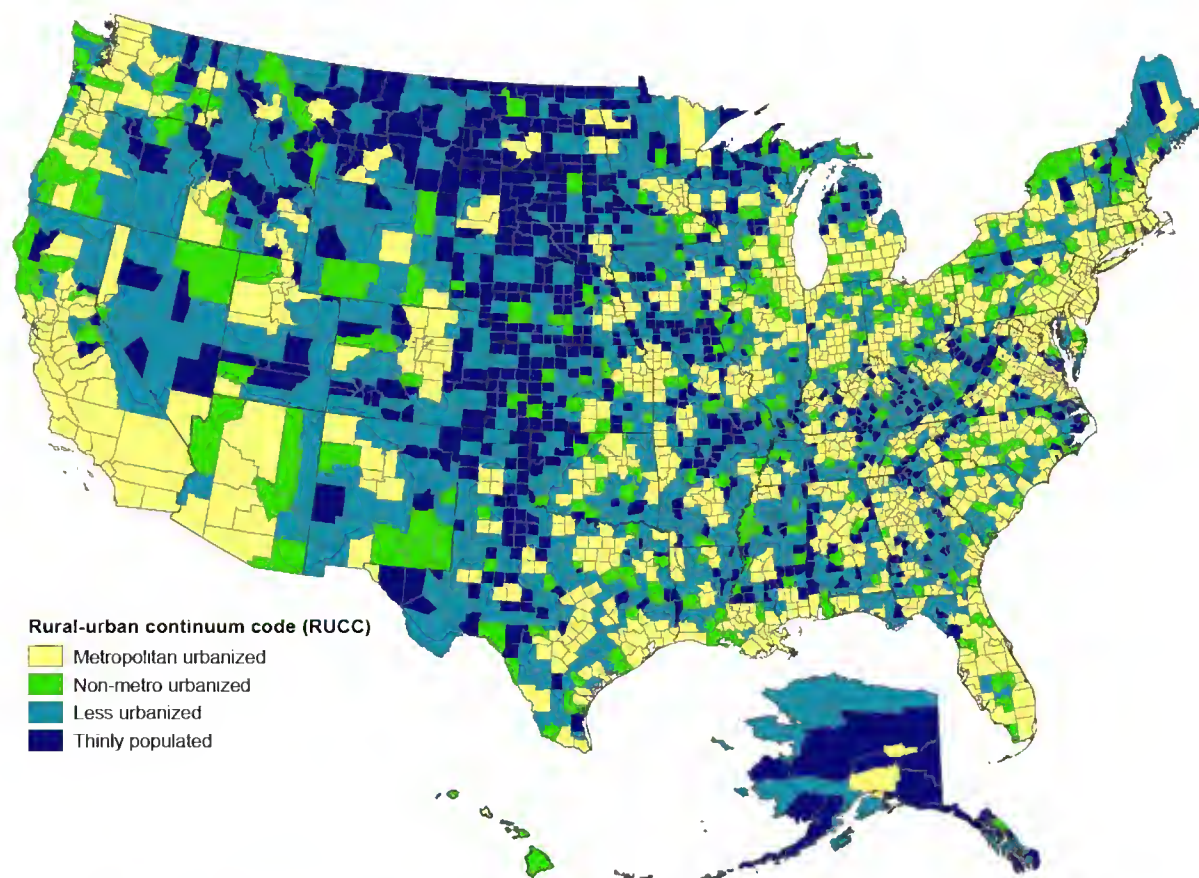 Rural-urban continuum code (RUCC)
Metropolitan urbanized
Non-metro urbanized
Less urbanized
Thinly populated